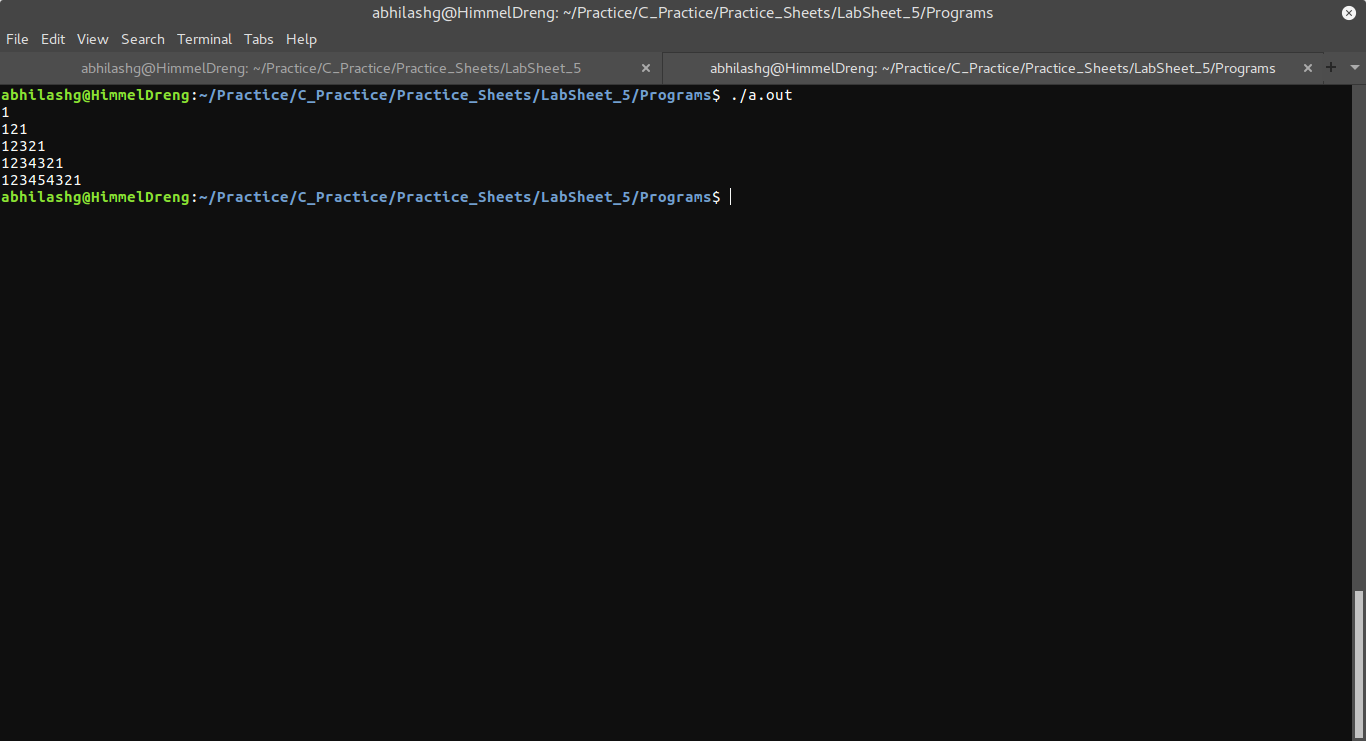 abhilashg@HimmelDreng: ~/Practice/C_Practice/Practice_Sheets/LabSheet_5/Programs
File Edit View Search Terminal Tabs Help
abhilashg@HimmelDreng: ~/Practice/C_Practice/Practice_Sheets/LabSheet_5 abhilashg@HimmelDreng: ~/Practice/C_Practice/Practice_Sheets/LabSheet_5/Programs
abhilashg@HimmelDreng:~/Practice/C_Practice/Practice_Sheets/LabSheet_5/Programs$ ./a.out
1
121
12321
1234321
123454321
abhilashg@HimmelDreng:~/Practice/C_Practice/Practice_Sheets/LabSheet_5/Programs$